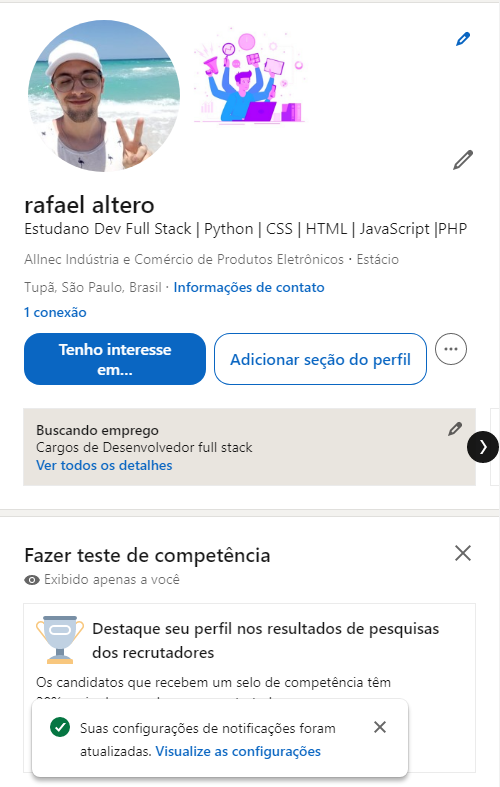 rafael altero
Estudano Dev Full Stack | Python | CSS | HTML | JavaScript |PHP
Allnec Indústria e Comércio de Produtos Eletrônicos · Estácio
Tupã, São Paulo, Brasil · Informações de contato
1 conexão
Tenho interesse
em...
Adicionar seção do perfil
Buscando emprego
Cargos de Desenvolvedor full stack
Ver todos os detalhes
Fazer teste de competência
Exibido apenas a você
Destaque seu perfil nos resultados de pesquisas
dos recrutadores
Os candidatos que recebem um selo de competência têm
Suas configurações de notificações foram
atualizadas. Visualize as configurações